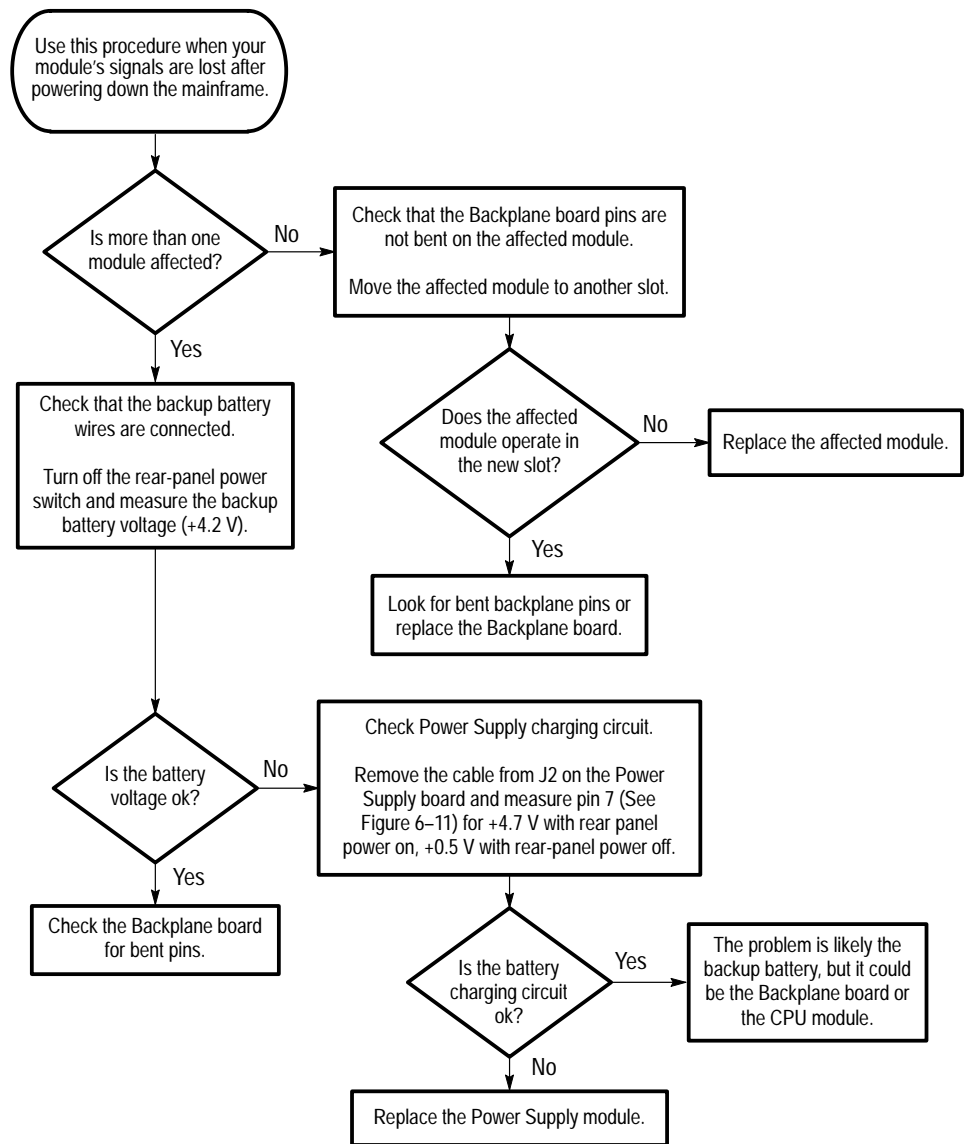 Use this procedure when your
module's signals are lost after
powering down the mainframe.
Is more than one
module affected?
No
Check that the Backplane board pins are
not bent on the affected module.
Move the affected module to another slot.
Yes
Check that the backup battery
wires are connected.
Turn off the rear-panel power
switch and measure the backup
battery voltage (+4.2 V).
Does the affected
module operate in
the new slot?
No
Replace the affected module.
Yes
Look for bent backplane pins or
replace the Backplane board.
Is the battery
voltage ok?
No
Check Power Supply charging circuit.
Remove the cable from J2 on the Power
Supply board and measure pin 7 (See
Figure 6–11) for +4.7 V with rear panel
power on, +0.5 V with rear-panel power off.
Yes
Check the Backplane board
for bent pins.
Is the battery
charging circuit
ok?
Yes
The problem is likely the
backup battery, but it could
be the Backplane board or
the CPU module.
No
Replace the Power Supply module.